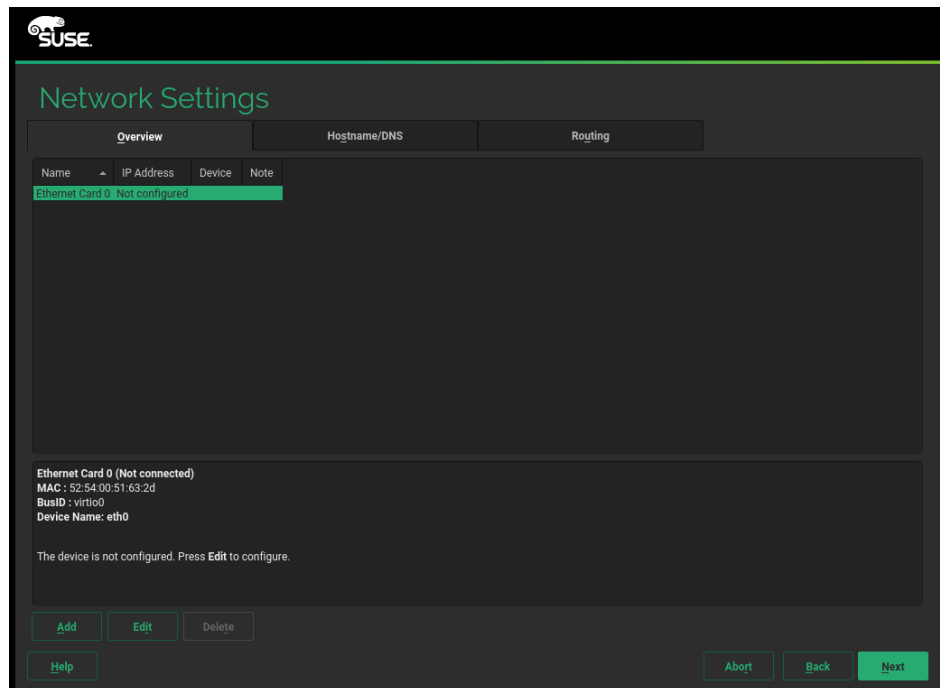 SUSE.
Network Settings
Overview
Hostname/DNS
Routing
Name IP Address Device Note
Ethernet Card 0 Not configured
Ethernet Card 0 (Not connected)
MAC : 52:54:00:51:63:2d
BusID : virtio0
Device Name: eth0
The device is not configured. Press Edit to configure.
Add Edit Delete
Help Abort Back Next